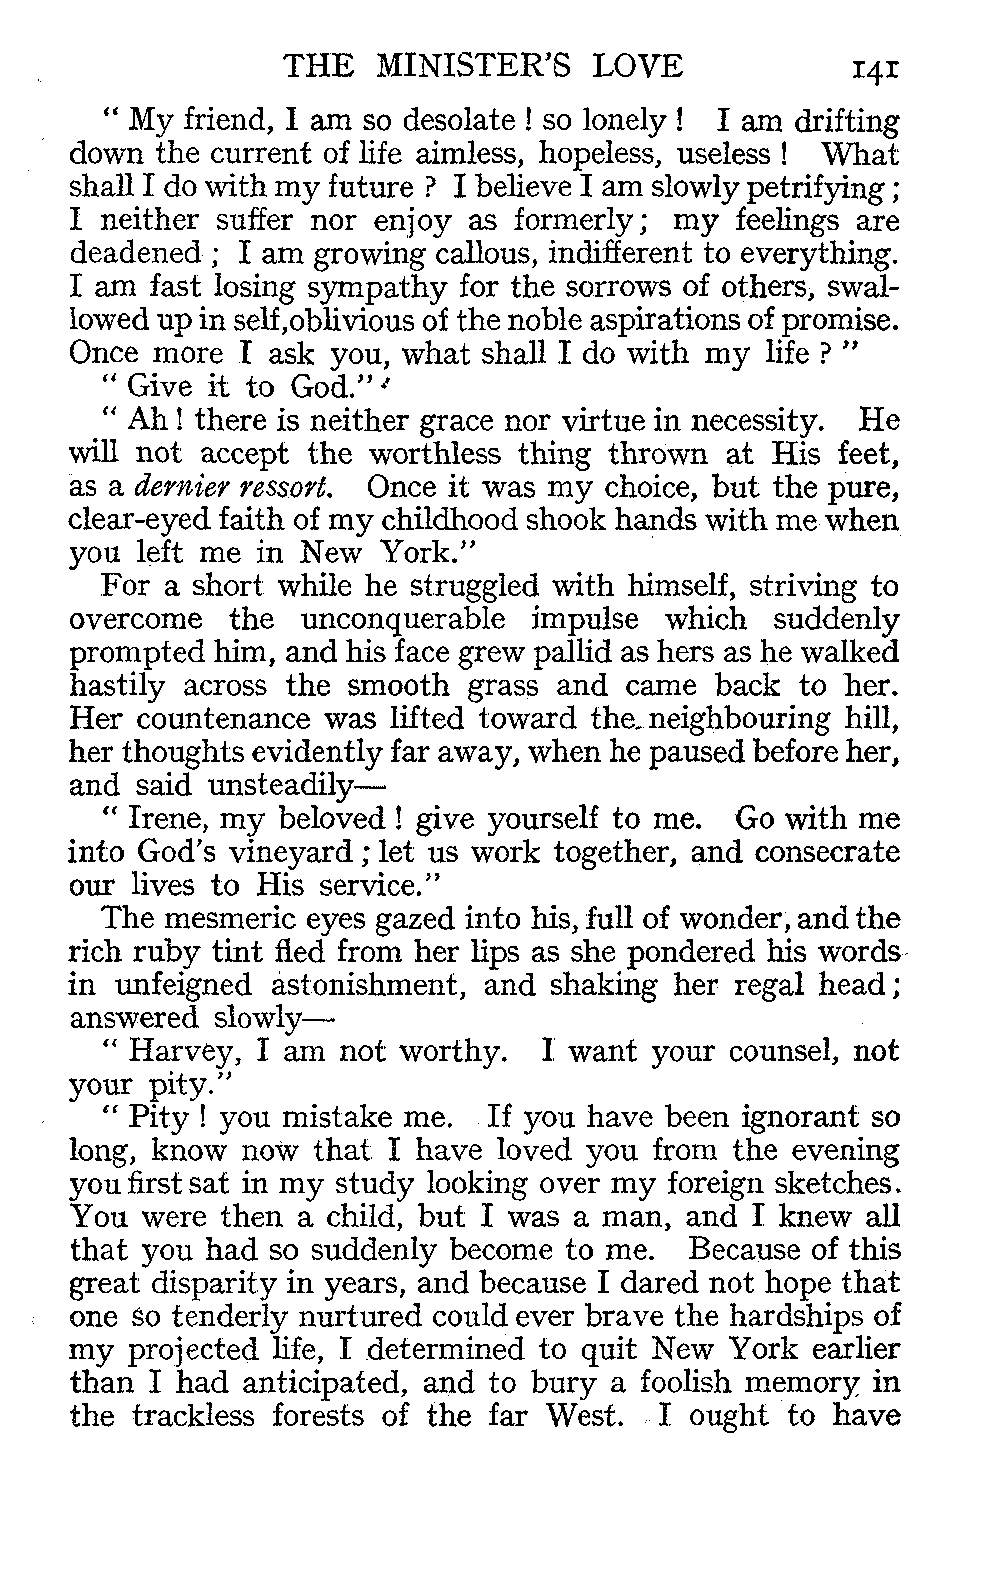 THE MINISTER'S LOVE 141
" My friend, I am so desolate ! so lonely ! I am drifting
down the current of life aimless, hopeless, useless ! What
shall I do with my future ? I believe I am slowly petrifying ;
I neither suffer nor enjoy as formerly ; my feelings are
deadened ; I am growing callous, indifferent to everything.
I am fast losing sympathy for the sorrows of others, swal-
lowed up in self,oblivious of the noble aspirations of promise.
Once more I ask you, what shall I do with my life ? "
" Give it to God."
" Ah ! there is neither grace nor virtue in necessity. He
will not accept the worthless thing thrown at His feet,
as a dernier ressort. Once it was my choice, but the pure,
clear-eyed faith of my childhood shook hands with me when
you left me in New York."
For a short while he struggled with himself, striving to
overcome the unconquerable impulse which suddenly
prompted him, and his face grew pallid as hers as he walked
hastily across the smooth grass and came back to her.
Her countenance was lifted toward the neighbouring hill,
her thoughts evidently far away, when he paused before her,
and said unsteadily—
" Irene, my beloved ! give yourself to me. Go with me
into God's vineyard ; let us work together, and consecrate
our lives to His service."
The mesmeric eyes gazed into his, full of wonder, and the
rich ruby tint fled from her lips as she pondered his words
in unfeigned astonishment, and shaking her regal head ;
answered slowly—
" Harvey, I am not worthy. I want your counsel, not
your pity."
" Pity ! you mistake me. If you have been ignorant so
long, know now that I have loved you from the evening
you first sat in my study looking over my foreign sketches.
You were then a child, but I was a man, and I knew all
that you had so suddenly become to me. Because of this
great disparity in years, and because I dared not hope that
one so tenderly nurtured could ever brave the hardships of
my projected life, I determined to quit New York earlier
than I had anticipated, and to bury a foolish memory in
the trackless forests of the far West. I ought to have